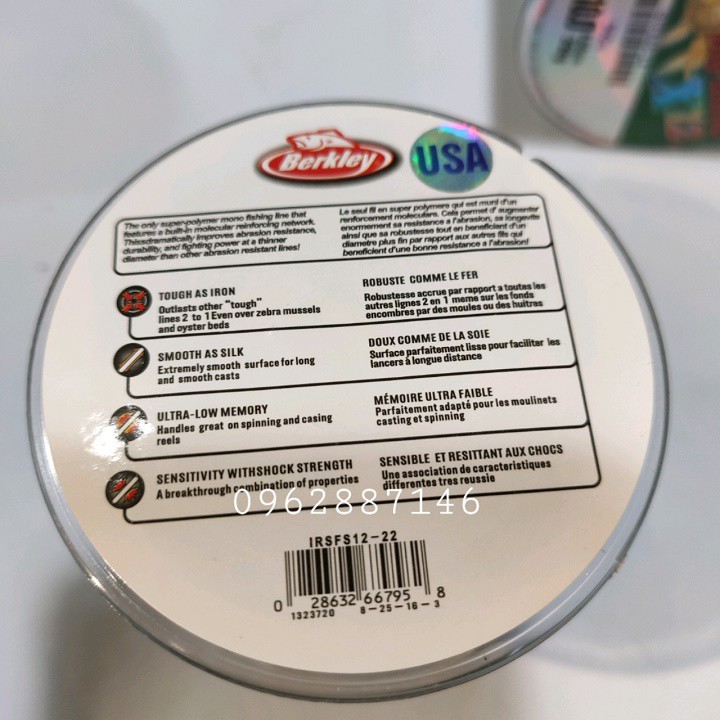 Berkley
USA
The only super-polymer mono fishing line that
features a built-in molecular reinforcing network.
Thissdramatically improves abrasion resistance,
durability, and fighting power at a thinner
diameter than other abrasion resistant lines!
Le seul fil en super polymers qui est muni d'un
renforcement moleculare. Cela permet d' augmenter
enormement sa resistance a l'abrasion, sa longevite
ainsi que sa robustesse tout en beneficient d'un
diametre plus fin par rapport aux autres fils qui
beneficient d'une bonne resistance a l'abrasion!
TOUGH AS IRON
Outlasts other "tough"
lines 2 to 1 Even over zebra mussels
and oyster beds
ROBUSTE COMME LE FER
Robustesse accrue par rapport a toutes les
autres lignes 2 en 1 meme sur les fonds
encombres par des moules ou des huitres
SMOOTH AS SILK
Extremely smooth surface for long
and smooth casts
DOUX COMME DE LA SOIE
Surface parfaitement lisse pour faciliter les
lancers à longue distance
ULTRA-LOW MEMORY
Handles great on spinning and casing
reels
MÉMOIRE ULTRA FAIBLE
Parfaitement adapté pour les moulinets
casting et spinning
SENSITIVITY WITHSHOCK STRENGTH
A breakthrough combination of properties
SENSIBLE ET RESITTANT AUX CHOCS
Une association de caracteristiques
differentes tres reussie
0962887146
IRSFS12-22
0 28632 66795 8
1323720 8-25-16-3